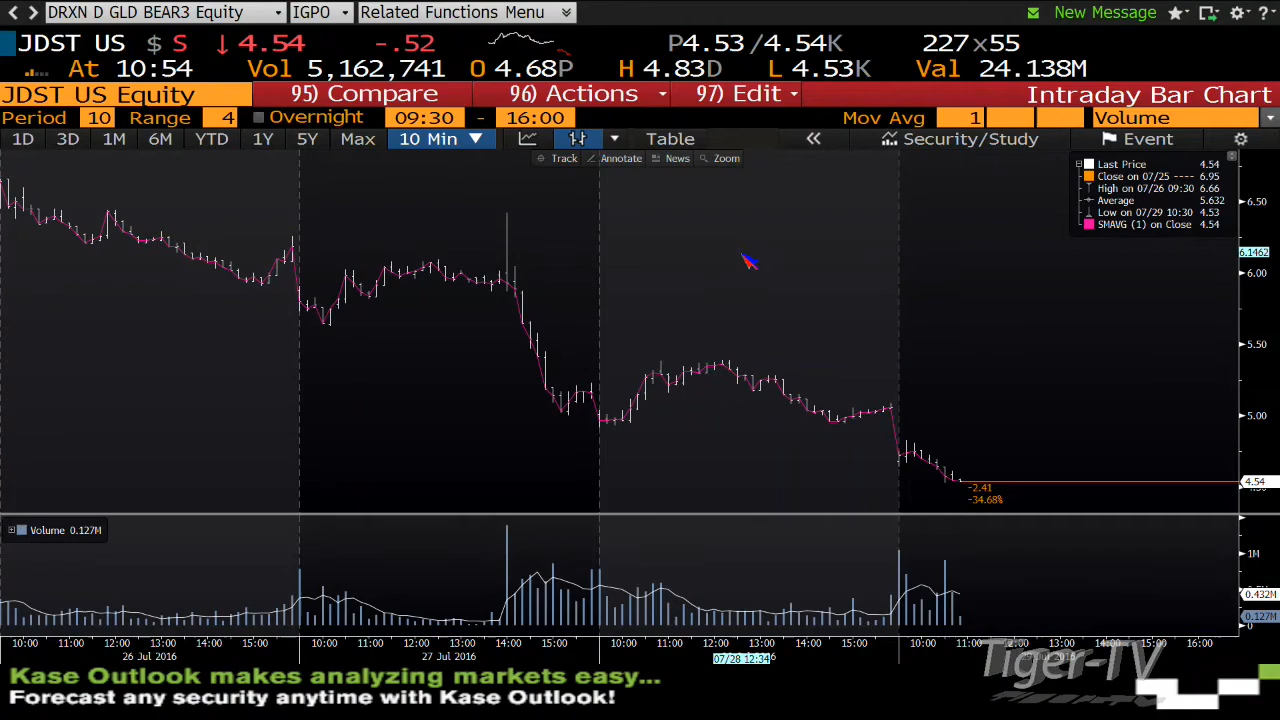 DRXN D GLD BEAR3 Equity IGPO Related Functions Menu New Message
JDST US $ S ↓ 4.54 -.52 P4.53 /4.54K 227x55
At 10:54 Vol 5,162,741 O 4.68P H 4.83D L 4.53K Val 24.138M
JDST US Equity 95) Compare 96) Actions 97) Edit Intraday Bar Chart
Period 10 Range 4 Overnight 09:30 - 16:00 Mov Avg 1 Volume
1D 3D 1M 6M YTD 1Y 5Y Max 10 Min Table Security/Study Event
Track Annotate News Zoom
Last Price 4.54
Close on 07/25 ---- 6.95
High on 07/26 09:30 6.66
Average 5.632
Low on 07/29 10:30 4.53
SMAVG (1) on Close 4.54
6.50
6.1462
6.00
5.50
5.00
4.54
-2.41
-34.68%
Volume 0.127M
1M
0.432M
0.127M
0
10:00 11:00 12:00 13:00 14:00 15:00 10:00 11:00 12:00 13:00 14:00 15:00 10:00 11:00 12:00 13:00 14:00 15:00 10:00 11:00 12:00 13:00 14:00 15:00 16:00
26 Jul 2016 27 Jul 2016 07/28 12:34 29 Jul 2016
Tiger-TV
Kase Outlook makes analyzing markets easy...
Forecast any security anytime with Kase Outlook!